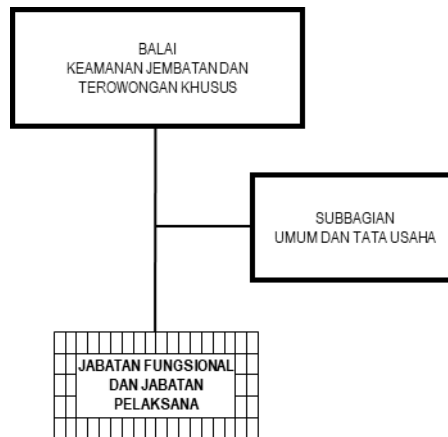 BALAI
KEAMANAN JEMBATAN DAN
TEROWONGAN KHUSUS
SUBBAGIAN
UMUM DAN TATA USAHA
JABATAN FUNGSIONAL
DAN JABATAN
PELAKSANA